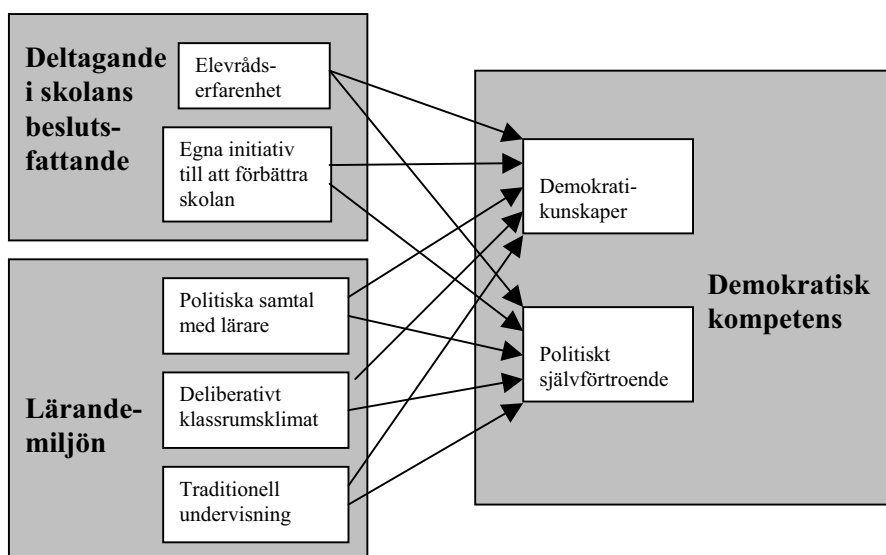 Deltagande
i skolans
besluts-
fattande
Elevråds-
erfarenhet
Egna initiativ
till att förbättra
skolan
Lärande-
miljön
Politiska samtal
med lärare
Deliberativt
klassrumsklimat
Traditionell
undervisning
Demokrati-
kunskaper
Politiskt
självförtroende
Demokratisk
kompetens